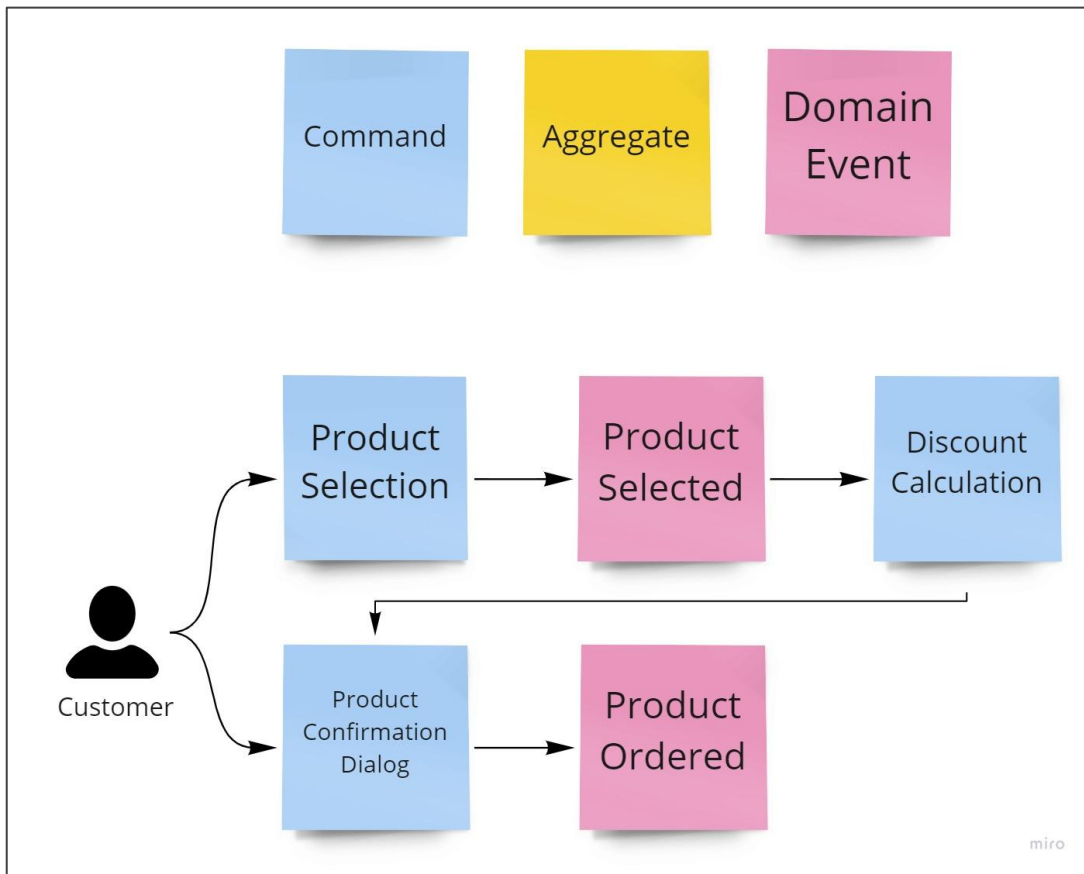 Command
Aggregate
Domain
Event
Product
Selection
Product
Selected
Discount
Calculation
Customer
Product
Confirmation
Dialog
Product
Ordered
miro